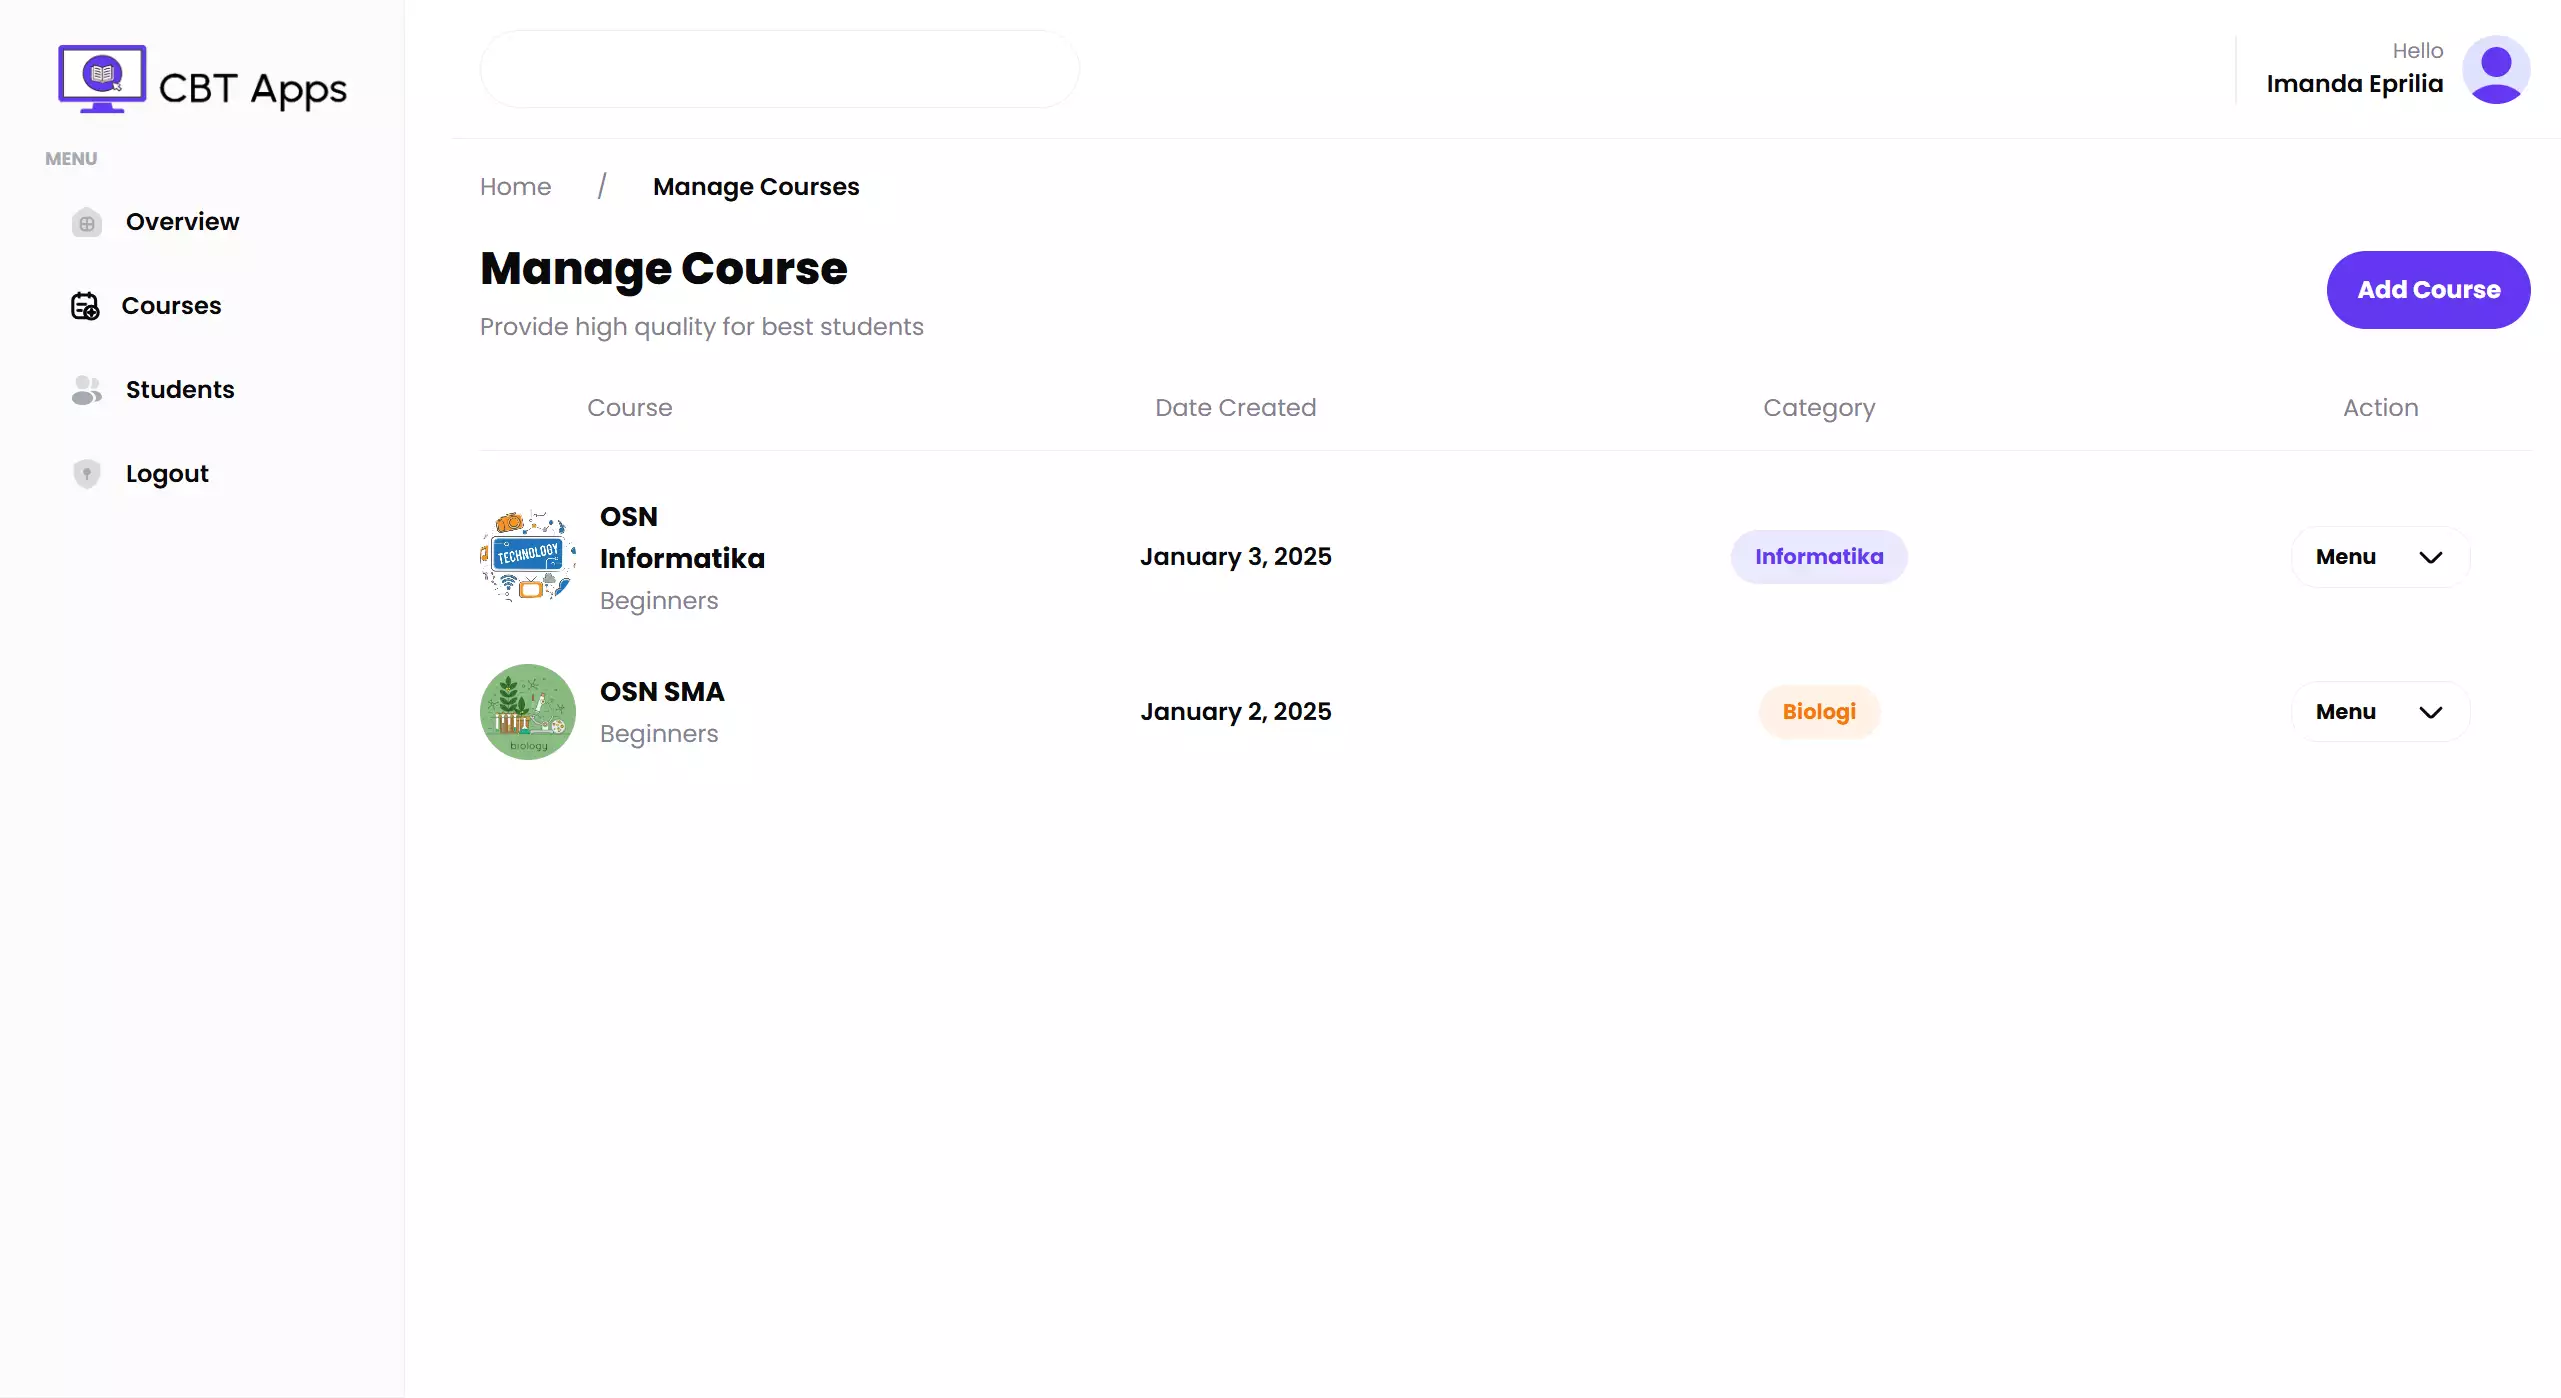 CBT Apps
MENU
Overview
Courses
Students
Logout
Hello
Imanda Eprilia
Home / Manage Courses
Manage Course
Provide high quality for best students
Add Course
Course Date Created Category Action
TECHNOLOGY
OSN
Informatika
Beginners
January 3, 2025
Informatika
Menu
biology
OSN SMA
Beginners
January 2, 2025
Biologi
Menu